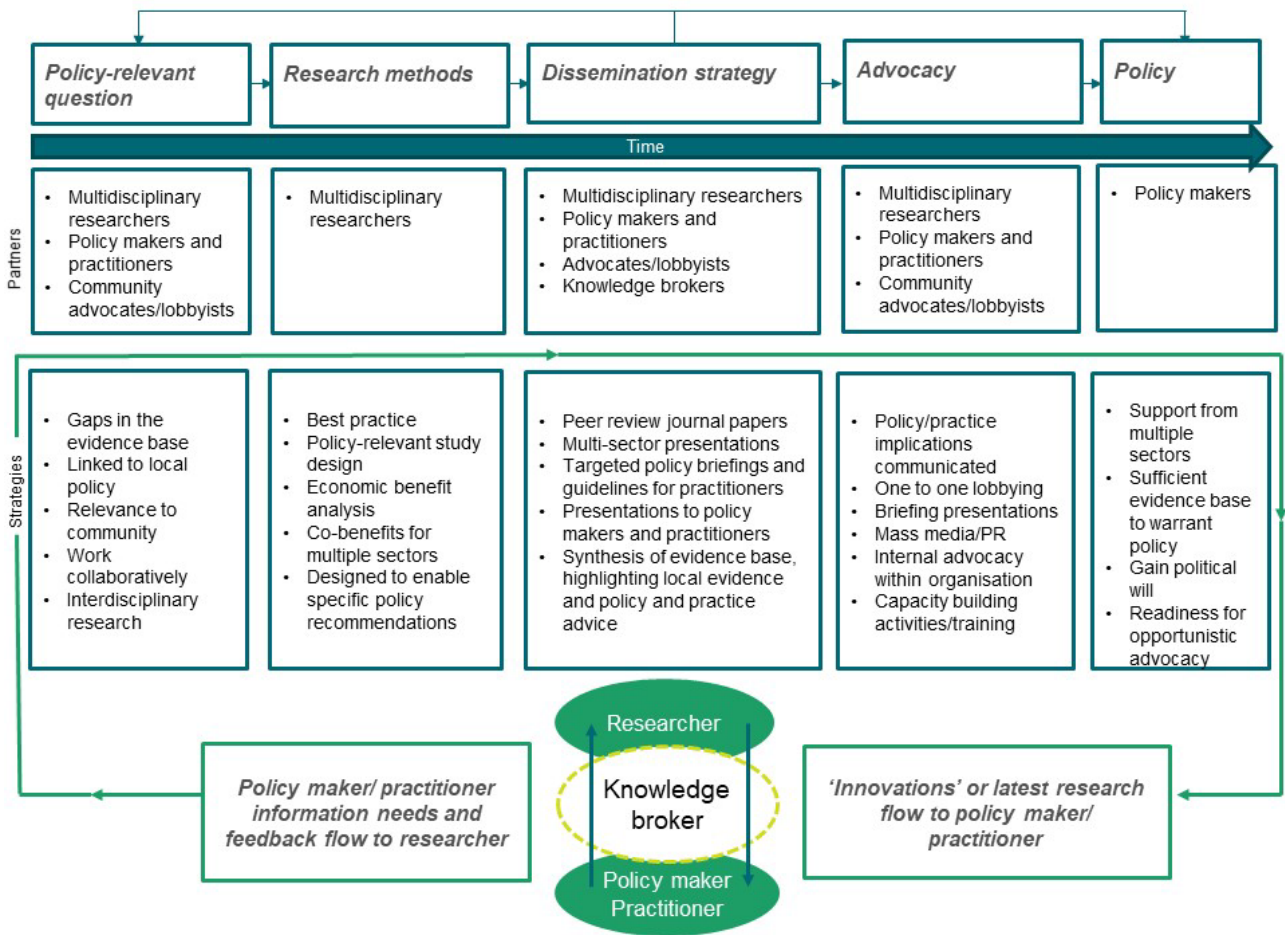 Policy-relevant
question
Research methods
Dissemination strategy
Advocacy
Policy
Time
Partners
• Multidisciplinary
researchers
• Policy makers and
practitioners
• Community
advocates/lobbyists
• Multidisciplinary
researchers
• Multidisciplinary researchers
• Policy makers and
practitioners
• Advocates/lobbyists
• Knowledge brokers
• Multidisciplinary
researchers
• Policy makers and
practitioners
• Community
advocates/lobbyists
• Policy makers
Strategies
• Gaps in the
evidence base
• Linked to local
policy
• Relevance to
community
• Work
collaboratively
• Interdisciplinary
research
• Best practice
• Policy-relevant study
design
• Economic benefit
analysis
• Co-benefits for
multiple sectors
• Designed to enable
specific policy
recommendations
• Peer review journal papers
• Multi-sector presentations
• Targeted policy briefings and
guidelines for practitioners
• Presentations to policy
makers and practitioners
• Synthesis of evidence base,
highlighting local evidence
and policy and practice
advice
• Policy/practice
implications
communicated
• One to one lobbying
• Briefing presentations
• Mass media/PR
• Internal advocacy
within organisation
• Capacity building
activities/training
• Support from
multiple
sectors
• Sufficient
evidence base
to warrant
policy
• Gain political
will
• Readiness for
opportunistic
advocacy
Policy maker/ practitioner
information needs and
feedback flow to researcher
Researcher
Knowledge
broker
Policy maker
Practitioner
‘Innovations’ or latest research
flow to policy maker/
practitioner